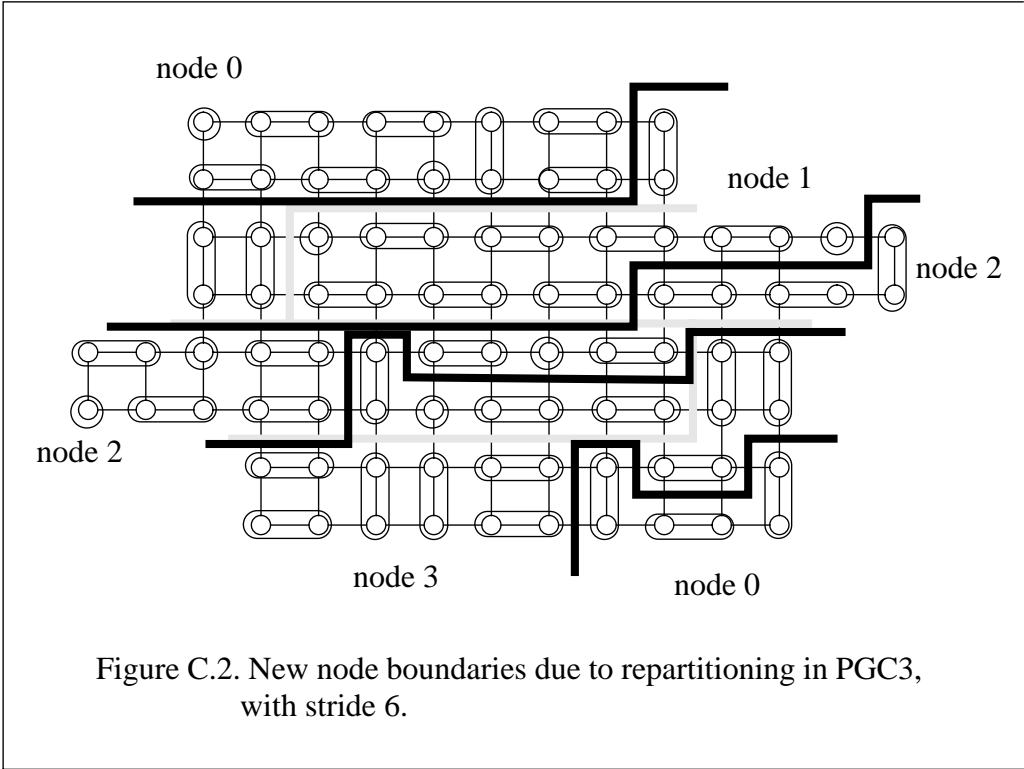 node 0
node 1
node 2
node 2
node 3
node 0
Figure C.2. New node boundaries due to repartitioning in PGC3,
with stride 6.